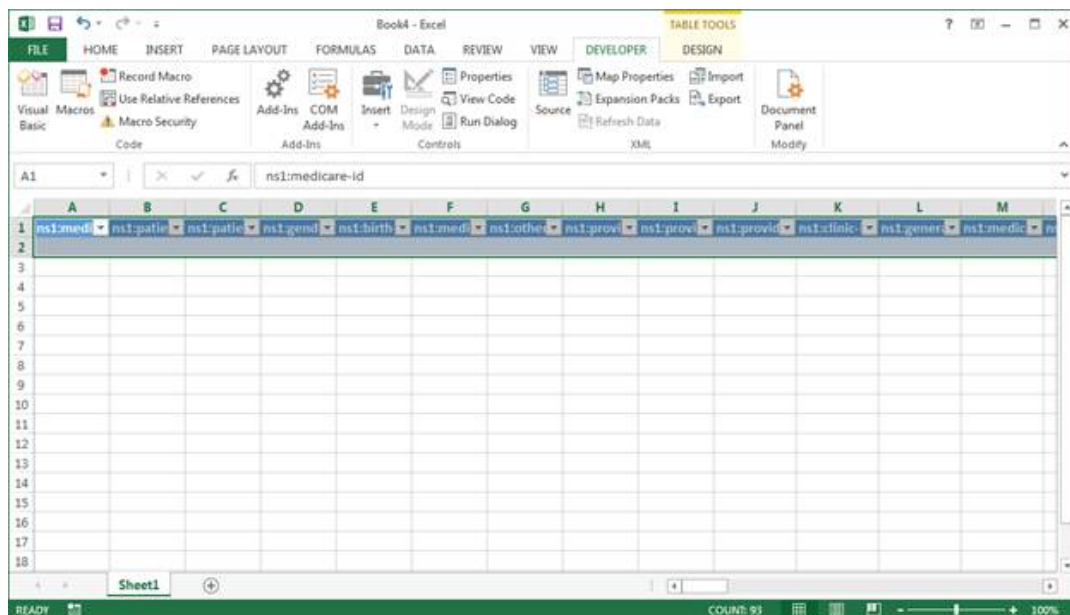 Book4 - Excel
TABLE TOOLS
?
FILE HOME INSERT PAGE LAYOUT FORMULAS DATA REVIEW VIEW DEVELOPER DESIGN
Visual Basic
Macros
Record Macro
Use Relative References
Macro Security
Code
Add-Ins
COM Add-Ins
Add-Ins
Insert
Design Mode
Properties
View Code
Run Dialog
Controls
Source
Map Properties
Expansion Packs
Refresh Data
Import
Export
XML
Document Panel
Modify
A1 fx ns1:medicare-id
A B C D E F G H I J K L M
1 ns1:medi ns1:patie ns1:patie ns1:gend ns1:birth ns1:medi ns1:othe ns1:provi ns1:provi ns1:provid ns1:clinic- ns1:genera ns1:medic
2
3
4
5
6
7
8
9
10
11
12
13
14
15
16
17
18
Sheet1
READY COUNT: 93 100%